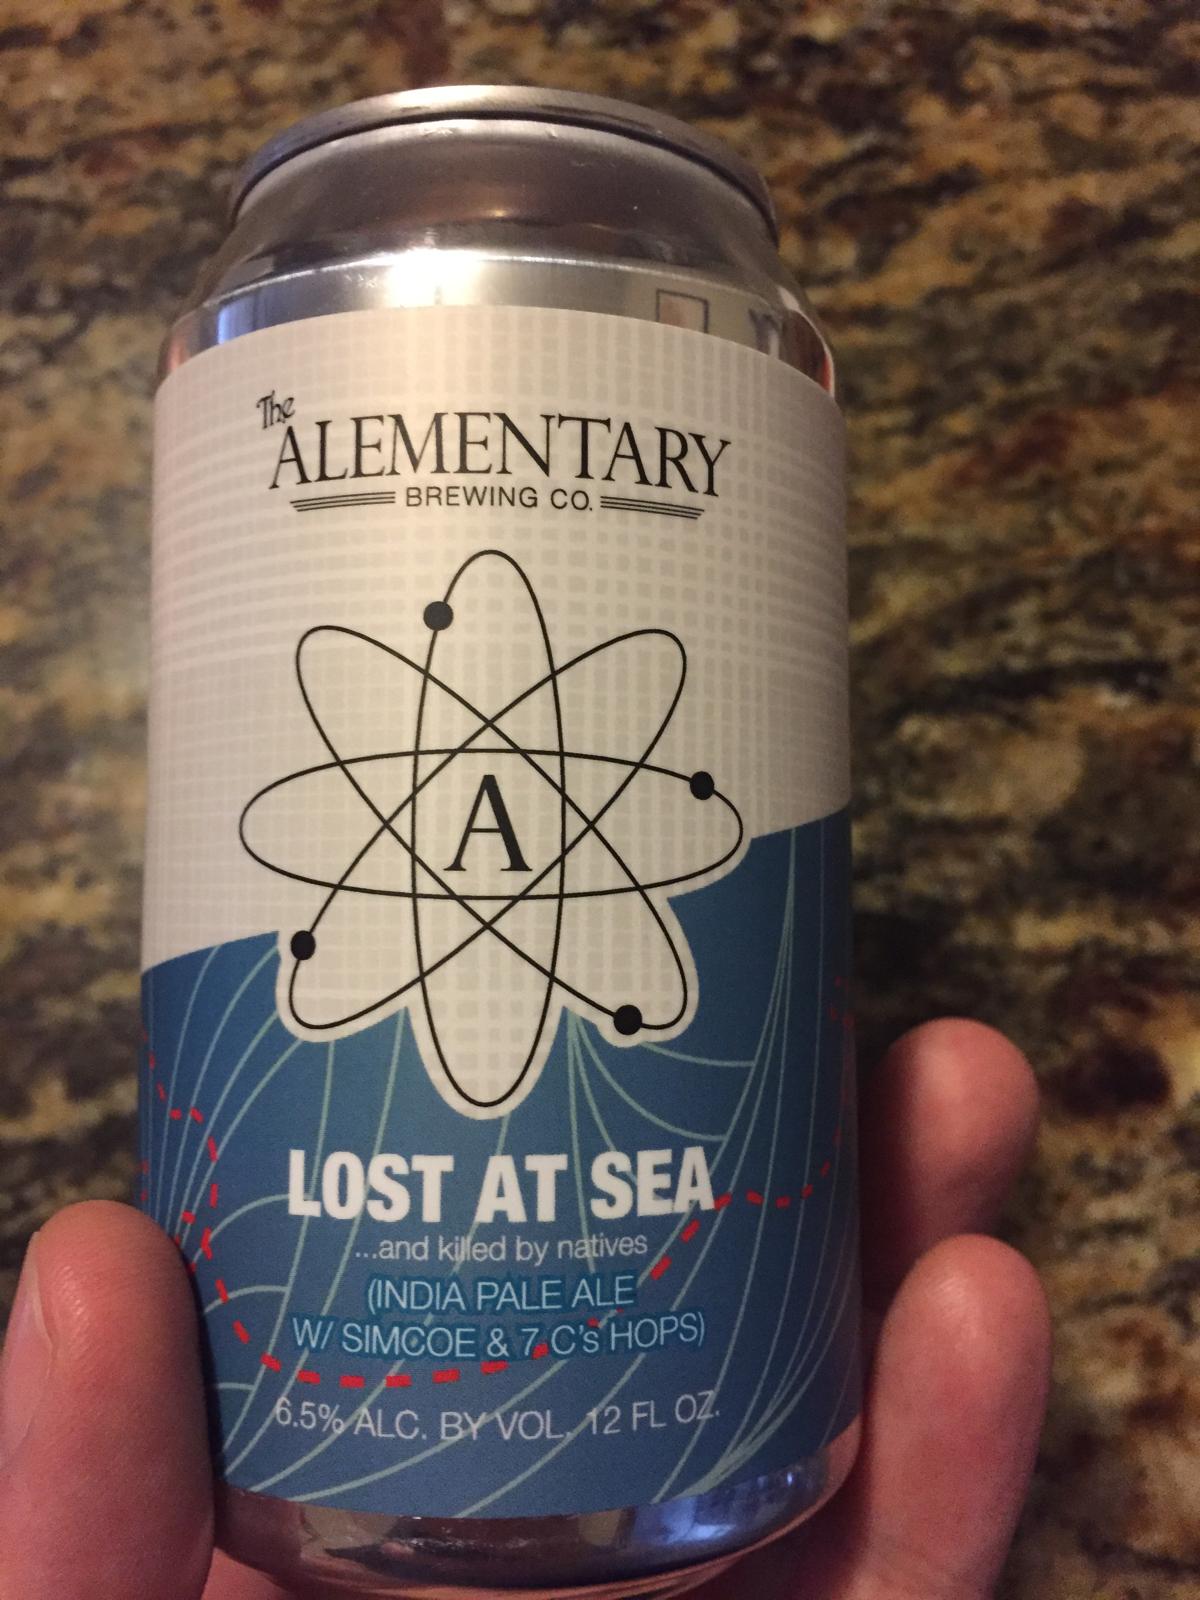 The
ALEMENTARY
BREWING CO.
A
LOST AT SEA
...and killed by natives
(INDIA PALE ALE
W/ SIMCOE & 7 C's HOPS)
6.5% ALC. BY VOL. 12 FL OZ.